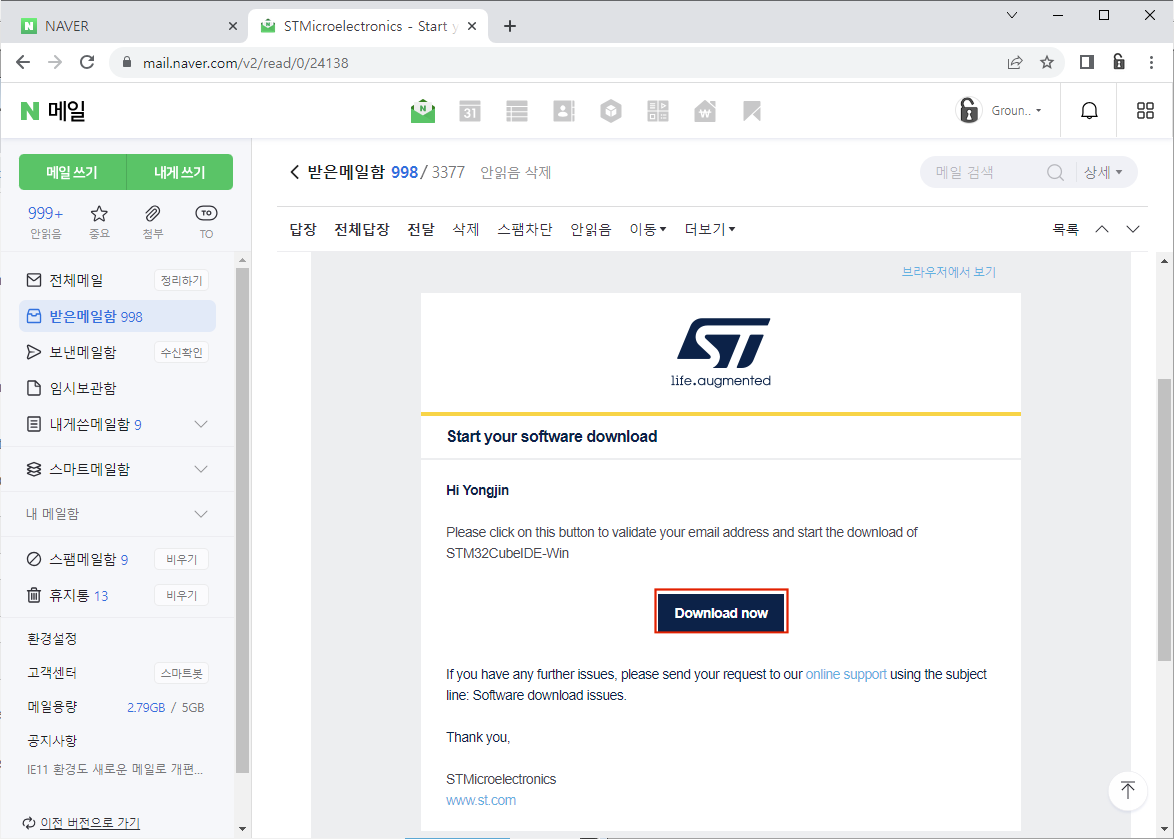 NAVER
STMicroelectronics - Start y
mail.naver.com/v2/read/0/24138
N 메일
31
Groun..
메일 쓰기 내게 쓰기
받은메일함 998 / 3377 안읽음 삭제
메일 검색 상세
999+
안읽음 중요 첨부 TO
답장 전체답장 전달 삭제 스팸차단 안읽음 이동 더보기 목록
전체메일 정리하기
받은메일함 998
보낸메일함 수신확인
임시보관함
내게쓴메일함 9
스마트메일함
내 메일함
스팸메일함 9 비우기
휴지통 13 비우기
환경설정
고객센터 스마트봇
메일용량 2.79GB / 5GB
공지사항
IE11 환경도 새로운 메일로 개편...
이전 버전으로 가기
브라우저에서 보기
ST
life.augmented
Start your software download
Hi Yongjin
Please click on this button to validate your email address and start the download of
STM32CubeIDE-Win
Download now
If you have any further issues, please send your request to our online support using the subject
line: Software download issues.
Thank you,
STMicroelectronics
www.st.com